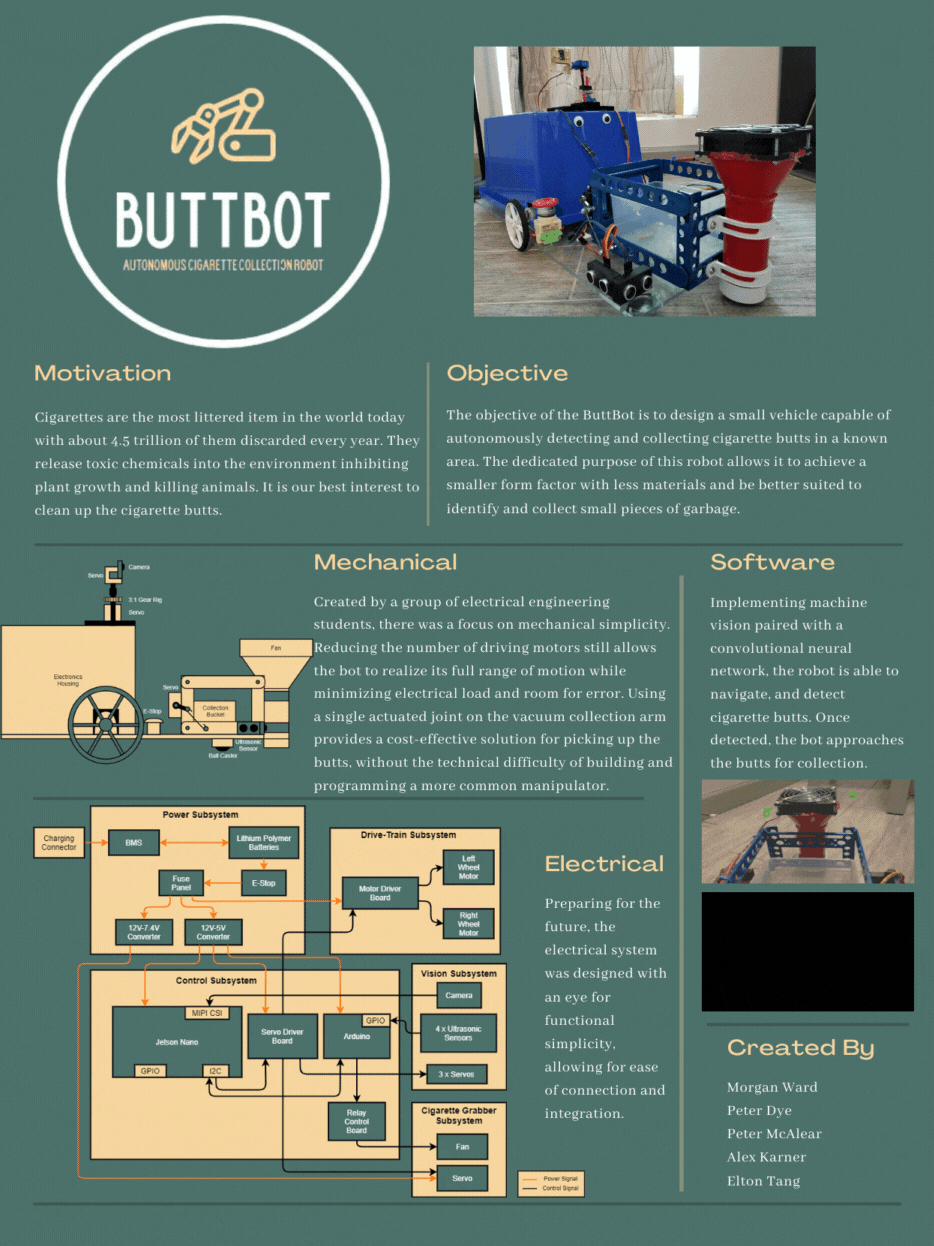 BUTTBOT
AUTONOMOUS CIGARETTE COLLECTION ROBOT
Motivation
Cigarettes are the most littered item in the world today
with about 4.5 trillion of them discarded every year. They
release toxic chemicals into the environment inhibiting
plant growth and killing animals. It is our best interest to
clean up the cigarette butts.
Objective
The objective of the ButtBot is to design a small vehicle capable of
autonomously detecting and collecting cigarette butts in a known
area. The dedicated purpose of this robot allows it to achieve a
smaller form factor with less materials and be better suited to
identify and collect small pieces of garbage.
Camera
Servo
3:1 Gear Rig
Servo
Electronics
Housing
Fan
Servo
E-Stop
Collection
Bucket
Ultrasonic
Sensor
Ball Caster
Mechanical
Created by a group of electrical engineering
students, there was a focus on mechanical simplicity.
Reducing the number of driving motors still allows
the bot to realize its full range of motion while
minimizing electrical load and room for error. Using
a single actuated joint on the vacuum collection arm
provides a cost-effective solution for picking up the
butts, without the technical difficulty of building and
programming a more common manipulator.
Software
Implementing machine
vision paired with a
convolutional neural
network, the robot is able to
navigate, and detect
cigarette butts. Once
detected, the bot approaches
the butts for collection.
Power Subsystem
Charging
Connector
BMS
Lithium Polymer
Batteries
Fuse
Panel
E-Stop
12V-7.4V
Converter
12V-5V
Converter
Drive-Train Subsystem
Motor Driver
Board
Left
Wheel
Motor
Right
Wheel
Motor
Control Subsystem
MIPI CSI
Jetson Nano
GPIO
I2C
Servo Driver
Board
GPIO
Arduino
Relay
Control
Board
Vision Subsystem
Camera
4 x Ultrasonic
Sensors
3 x Servos
Cigarette Grabber
Subsystem
Fan
Servo
Power Signal
Control Signal
Electrical
Preparing for the
future, the
electrical system
was designed with
an eye for
functional
simplicity,
allowing for ease
of connection and
integration.
Created By
Morgan Ward
Peter Dye
Peter McAlear
Alex Karner
Elton Tang